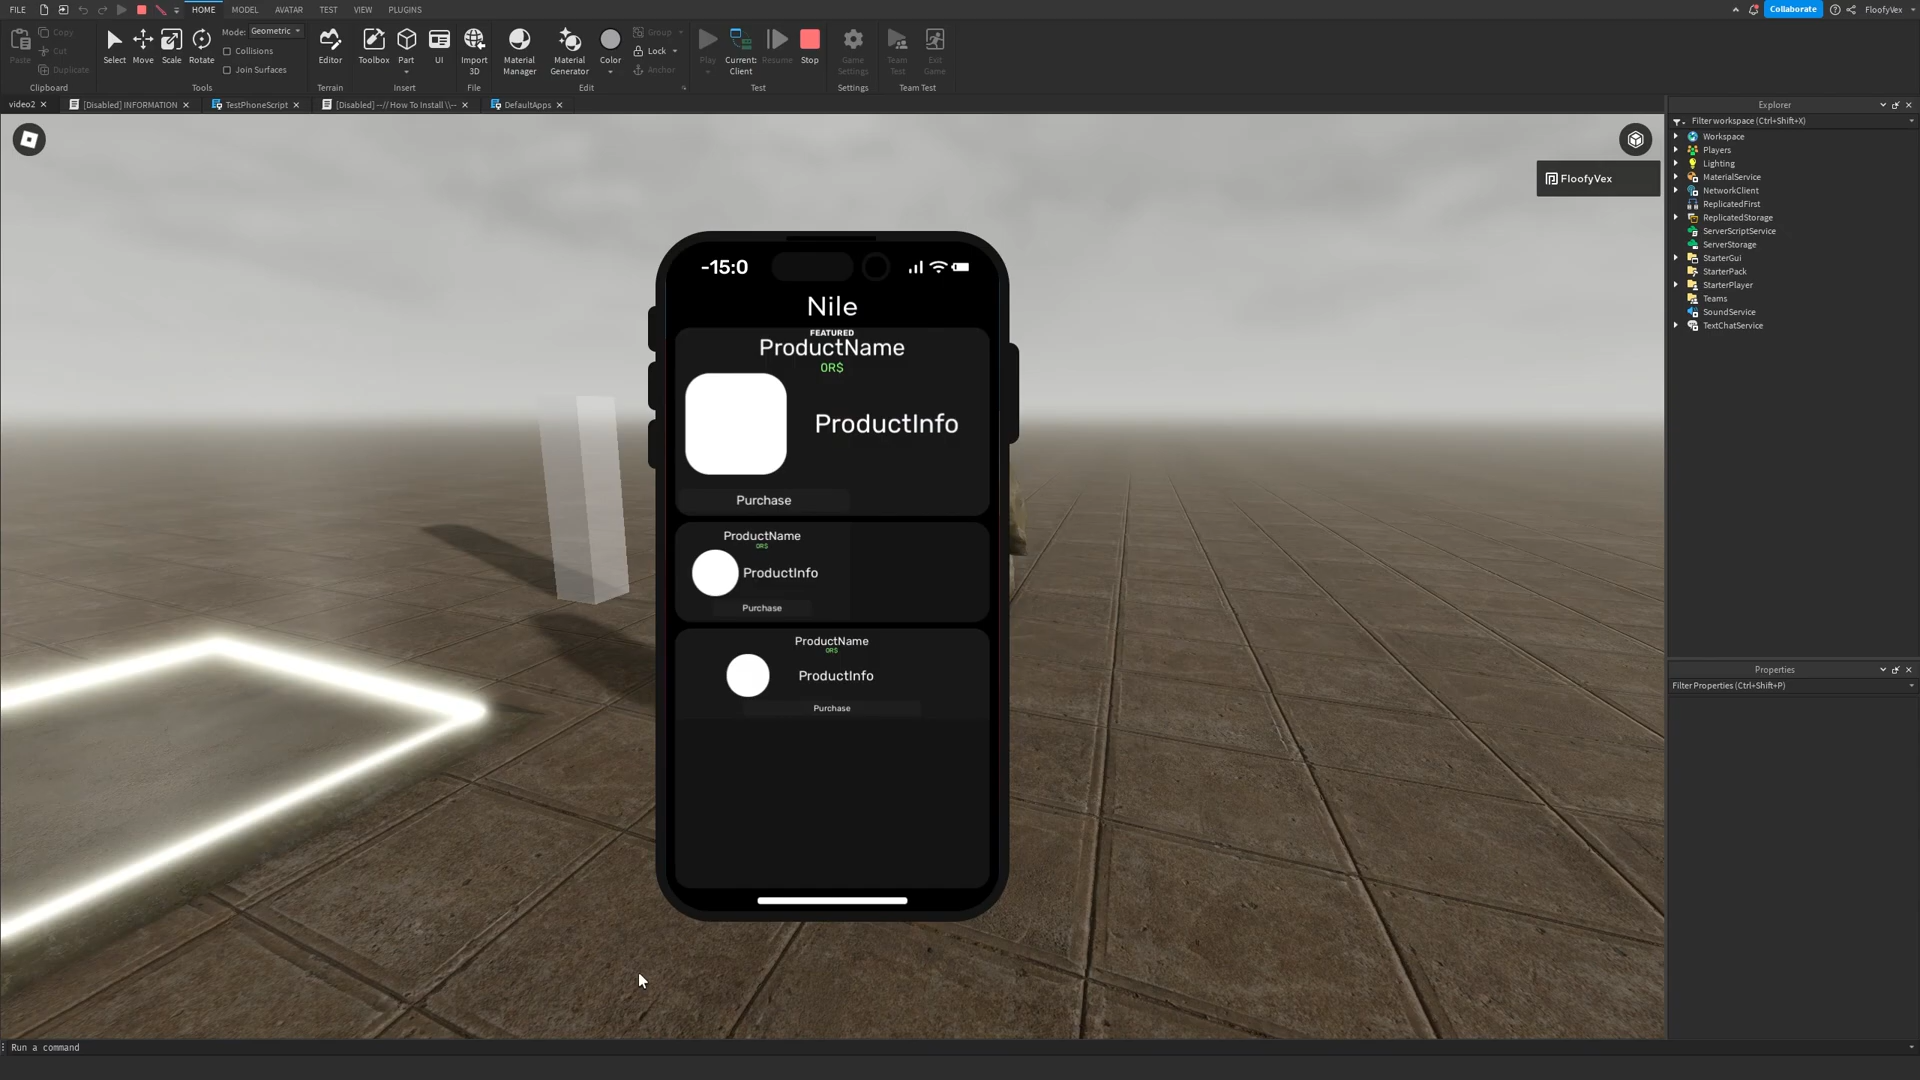 FILE HOME MODEL AVATAR TEST VIEW PLUGINS Collaborate FloofyVex
Paste Copy Cut Duplicate Clipboard
Select Move Scale Rotate Mode: Geometric Collisions Join Surfaces Tools
Editor Terrain
Toolbox Part UI Insert
Import 3D File
Material Manager Material Generator Color Group Lock Anchor Edit
Play Current: Client Resume Stop Test
Game Settings Settings
Team Test Exit Game Team Test
video2 [Disabled] INFORMATION TestPhoneScript [Disabled] --// How To Install \\-- DefaultApps
FloofyVex
-15:0
Nile
FEATURED
ProductName
0R$
ProductInfo
Purchase
ProductName
0R$
ProductInfo
Purchase
ProductName
0R$
ProductInfo
Purchase
Explorer
Filter workspace (Ctrl+Shift+X)
Workspace
Players
Lighting
MaterialService
NetworkClient
ReplicatedFirst
ReplicatedStorage
ServerScriptService
ServerStorage
StarterGui
StarterPack
StarterPlayer
Teams
SoundService
TextChatService
Properties
Filter Properties (Ctrl+Shift+P)
Run a command